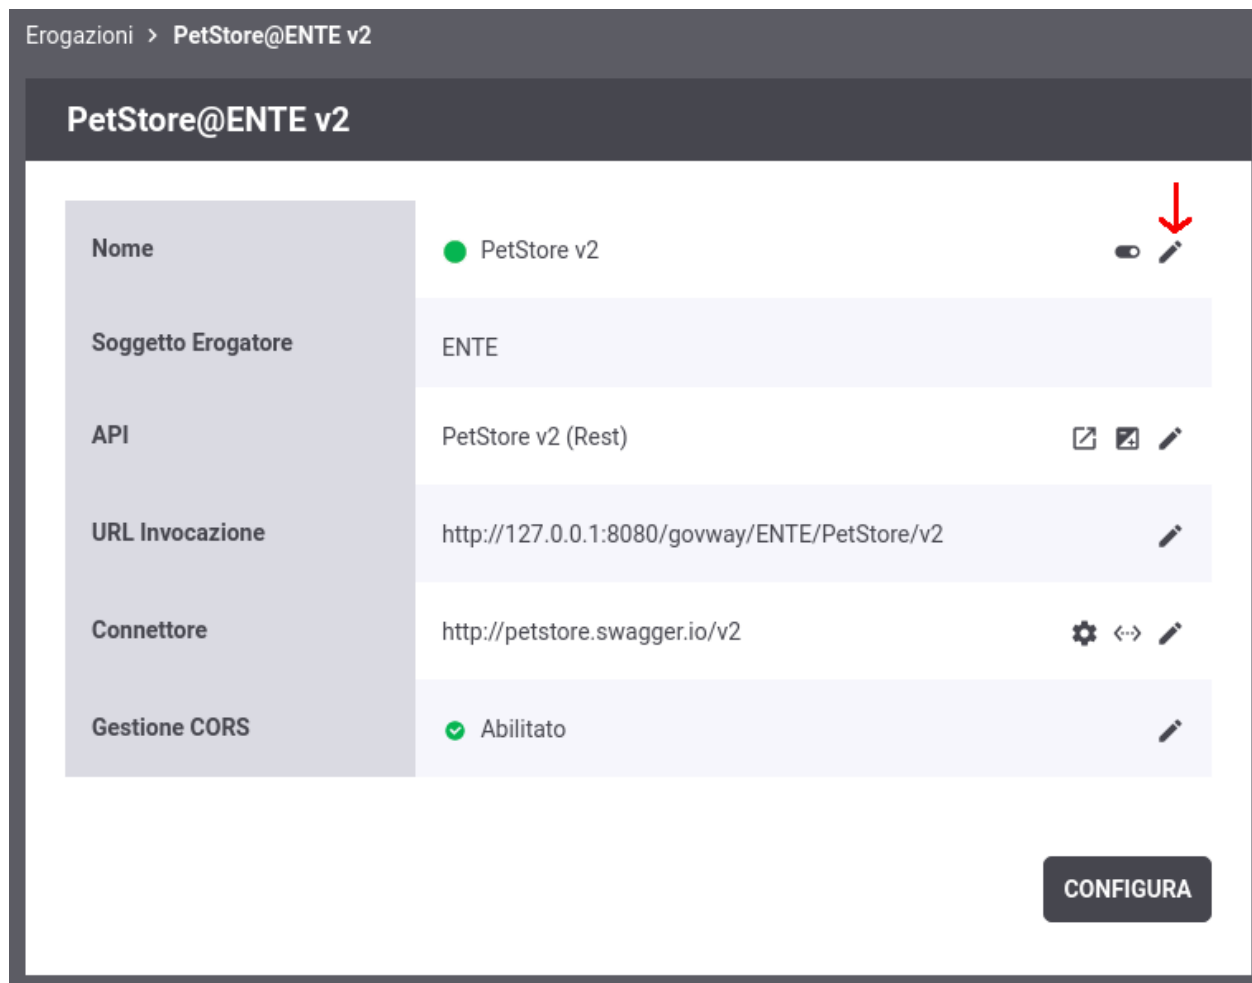 Erogazioni > PetStore@ENTE v2
PetStore@ENTE v2
Nome PetStore v2
Soggetto Erogatore ENTE
API PetStore v2 (Rest)
URL Invocazione http://127.0.0.1:8080/govway/ENTE/PetStore/v2
Connettore http://petstore.swagger.io/v2
Gestione CORS Abilitato
CONFIGURA